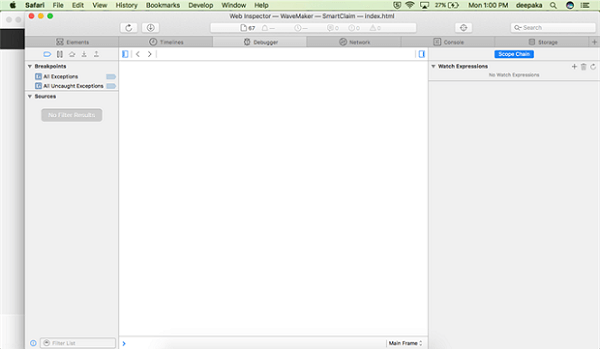 Safari File Edit View History Bookmarks Develop Window Help 27% Mon 1:00 PM deepaka
Web Inspector — WaveMaker — SmartClaim — index.html
67 — — 0 0 0
Search
Elements Timelines Debugger Network Console Storage
Scope Chain
Breakpoints
All Exceptions
All Uncaught Exceptions
Sources
No Filter Results
Watch Expressions
No Watch Expressions
Filter List
Main Frame